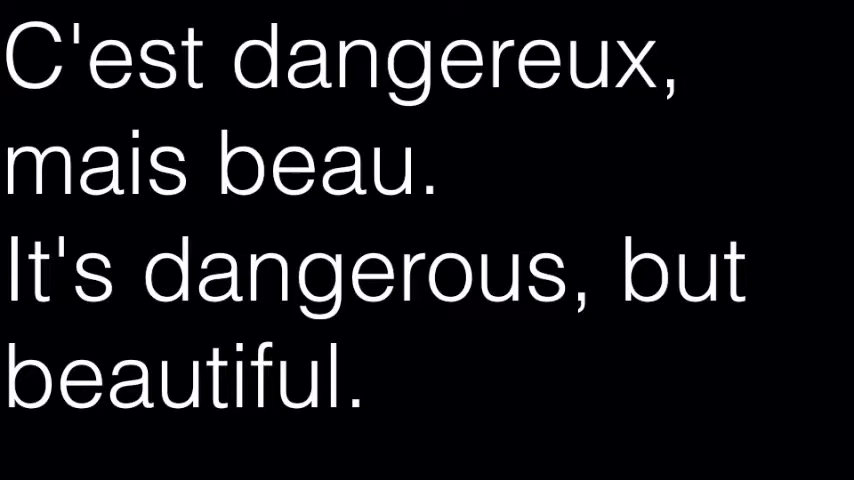 C'est dangereux,
mais beau.
It's dangerous, but
beautiful.